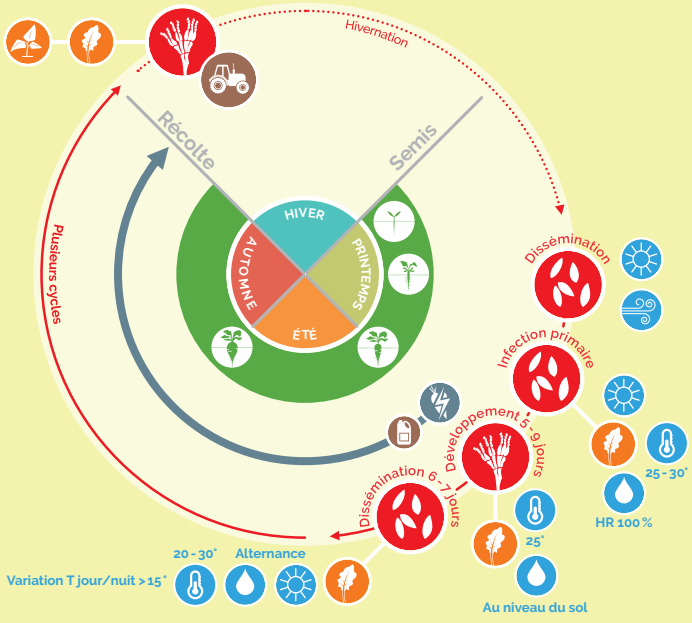 Hivernation
Récolte
Semis
HIVER
PRINTEMPS
ÉTÉ
AUTOMNE
Plusieurs cycles
Dissémination
Infection primaire
25-30°
HR 100 %
Développement 5-9 jours
25°
Au niveau du sol
Dissémination 6-7 jours
20-30°
Alternance
Variation T jour/nuit > 15°